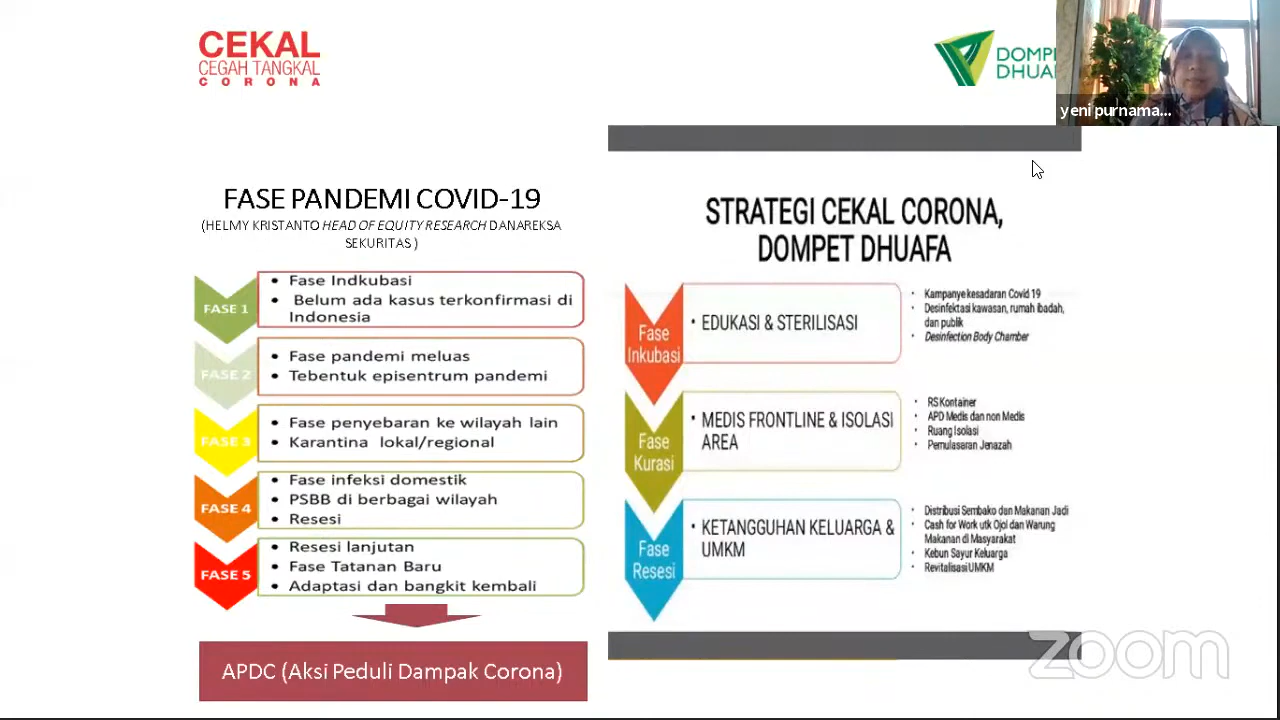 CEKAL
CEGAH TANGKAL
CORONA
DOMPE
DHUAF
yeni purnama...
FASE PANDEMI COVID-19
(HELMY KRISTANTO HEAD OF EQUITY RESEARCH DANAREKSA
SEKURITAS )
FASE 1
• Fase Indkubasi
• Belum ada kasus terkonfirmasi di
Indonesia
FASE 2
• Fase pandemi meluas
• Tebentuk episentrum pandemi
FASE 3
• Fase penyebaran ke wilayah lain
• Karantina lokal/regional
FASE 4
• Fase infeksi domestik
• PSBB di berbagai wilayah
• Resesi
FASE 5
• Resesi lanjutan
• Fase Tatanan Baru
• Adaptasi dan bangkit kembali
APDC (Aksi Peduli Dampak Corona)
STRATEGI CEKAL CORONA,
DOMPET DHUAFA
Fase
Inkubasi
• EDUKASI & STERILISASI
• Kampanye kesadaran Covid 19
• Desinfektasi kawasan, rumah ibadah,
dan publik
• Desinfection Body Chamber
Fase
Kurasi
• MEDIS FRONTLINE & ISOLASI
AREA
• RS Kontainer
• APD Medis dan non Medis
• Ruang Isolasi
• Pemulasaran Jenazah
Fase
Resesi
• KETANGGUHAN KELUARGA &
UMKM
• Distribusi Sembako dan Makanan Jadi
• Cash for Work utk Ojol dan Warung
Makanan di Masyarakat
• Kebun Sayur Keluarga
• Revitalisasi UMKM
zoom